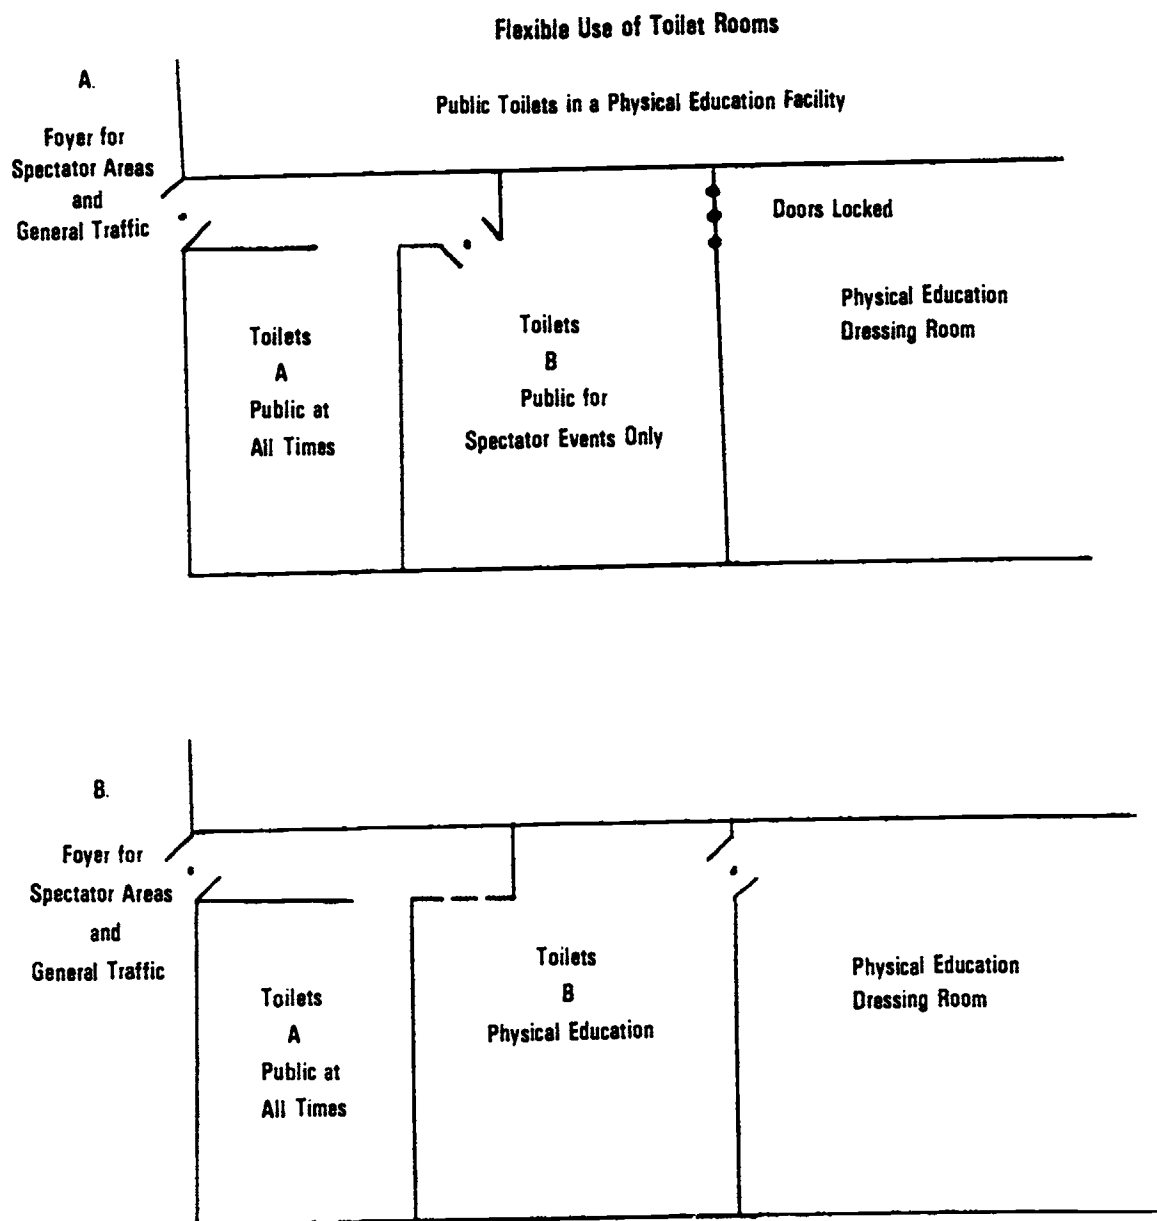 Flexible Use of Toilet Rooms
Public Toilets in a Physical Education Facility
A.
Foyer for
Spectator Areas
and
General Traffic
Doors Locked
Physical Education
Dressing Room
Toilets
A
Public at
All Times
Toilets
B
Public for
Spectator Events Only
B.
Foyer for
Spectator Areas
and
General Traffic
Toilets
A
Public at
All Times
Toilets
B
Physical Education
Physical Education
Dressing Room